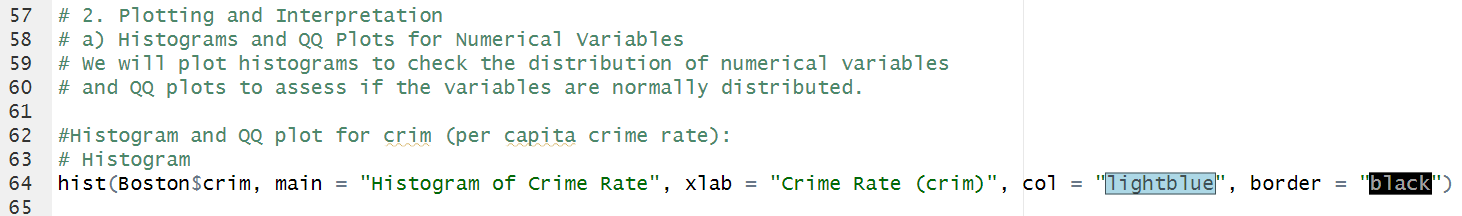 57 # 2. Plotting and Interpretation
58 # a) Histograms and QQ Plots for Numerical Variables
59 # We will plot histograms to check the distribution of numerical variables
60 # and QQ plots to assess if the variables are normally distributed.
61
62 #Histogram and QQ plot for crim (per capita crime rate):
63 # Histogram
64 hist(Boston$crim, main = "Histogram of Crime Rate", xlab = "Crime Rate (crim)", col = "lightblue", border = "black")
65